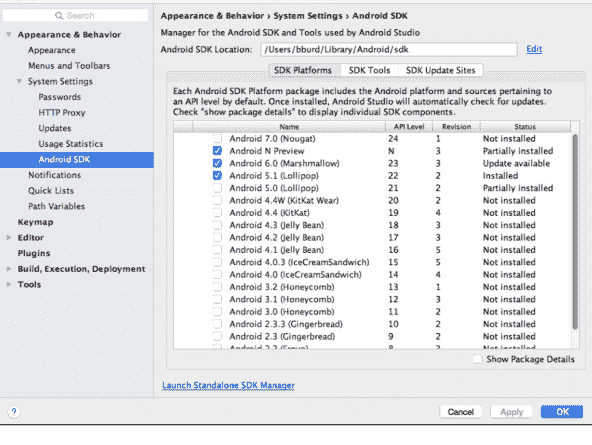 Search
Appearance & Behavior
Appearance
Menus and Toolbars
System Settings
Passwords
HTTP Proxy
Updates
Usage Statistics
Android SDK
Notifications
Quick Lists
Path Variables
Keymap
Editor
Plugins
Build, Execution, Deployment
Tools
Appearance & Behavior › System Settings › Android SDK
Manager for the Android SDK and Tools used by Android Studio
Android SDK Location: /Users/bburd/Library/Android/sdk Edit
SDK Platforms SDK Tools SDK Update Sites
Each Android SDK Platform package includes the Android platform and sources pertaining to
an API level by default. Once installed, Android Studio will automatically check for updates.
Check "show package details" to display individual SDK components.
Name API Level Revision Status
Android 7.0 (Nougat) 24 1 Not installed
Android N Preview N 3 Partially installed
Android 6.0 (Marshmallow) 23 3 Update available
Android 5.1 (Lollipop) 22 2 Installed
Android 5.0 (Lollipop) 21 2 Partially installed
Android 4.4W (KitKat Wear) 20 2 Not installed
Android 4.4 (KitKat) 19 4 Not installed
Android 4.3 (Jelly Bean) 18 3 Not installed
Android 4.2 (Jelly Bean) 17 3 Not installed
Android 4.1 (Jelly Bean) 16 5 Not installed
Android 4.0.3 (IceCreamSandwich) 15 5 Not installed
Android 4.0 (IceCreamSandwich) 14 4 Not installed
Android 3.2 (Honeycomb) 13 1 Not installed
Android 3.1 (Honeycomb) 12 3 Not installed
Android 3.0 (Honeycomb) 11 2 Not installed
Android 2.3.3 (Gingerbread) 10 2 Not installed
Android 2.3 (Gingerbread) 9 2 Not installed
Android 2.2 (Froyo) 8 3 Not installed
Show Package Details
Launch Standalone SDK Manager
? Cancel Apply OK